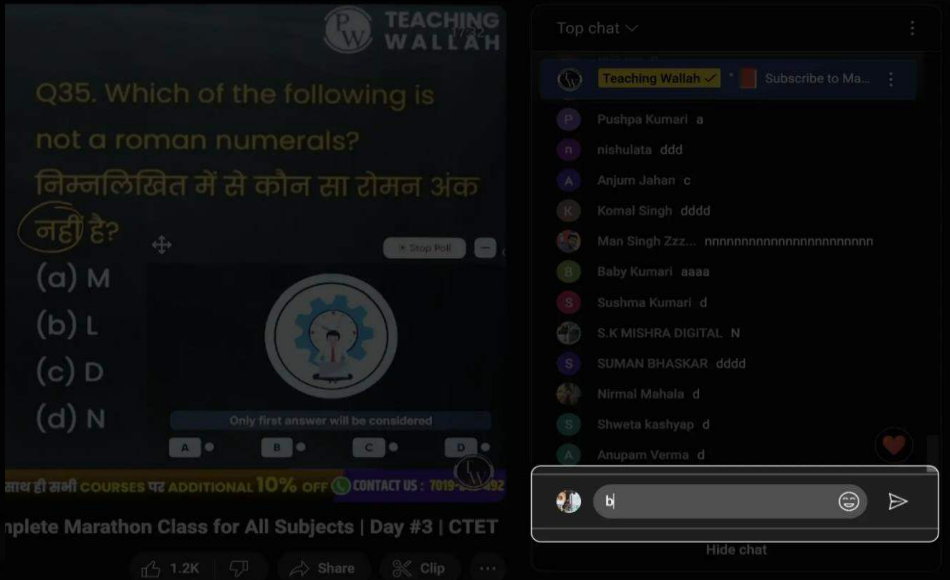 PW TEACHING
WALLAH
Q35. Which of the following is
not a roman numerals?
निम्नलिखित में से कौन सा रोमन अंक
नहीं है?
Stop Poll
(a) M
(b) L
(c) D
(d) N
Only first answer will be considered
A B C D
साथ ही सभी COURSES पर ADDITIONAL 10% OFF CONTACT US :
mplete Marathon Class for All Subjects | Day #3 | CTET
1.2K Share Clip
Top chat
Teaching Wallah Subscribe to Ma...
P Pushpa Kumari a
n nishulata ddd
A Anjum Jahan c
K Komal Singh dddd
Man Singh Zzz... nnnnnnnnnnnnnnnnnnnnnnnn
B Baby Kumari aaaa
S Sushma Kumari d
S.K MISHRA DIGITAL N
S SUMAN BHASKAR dddd
Nirmal Mahala d
S Shweta kashyap d
A Anupam Verma d
b
Hide chat